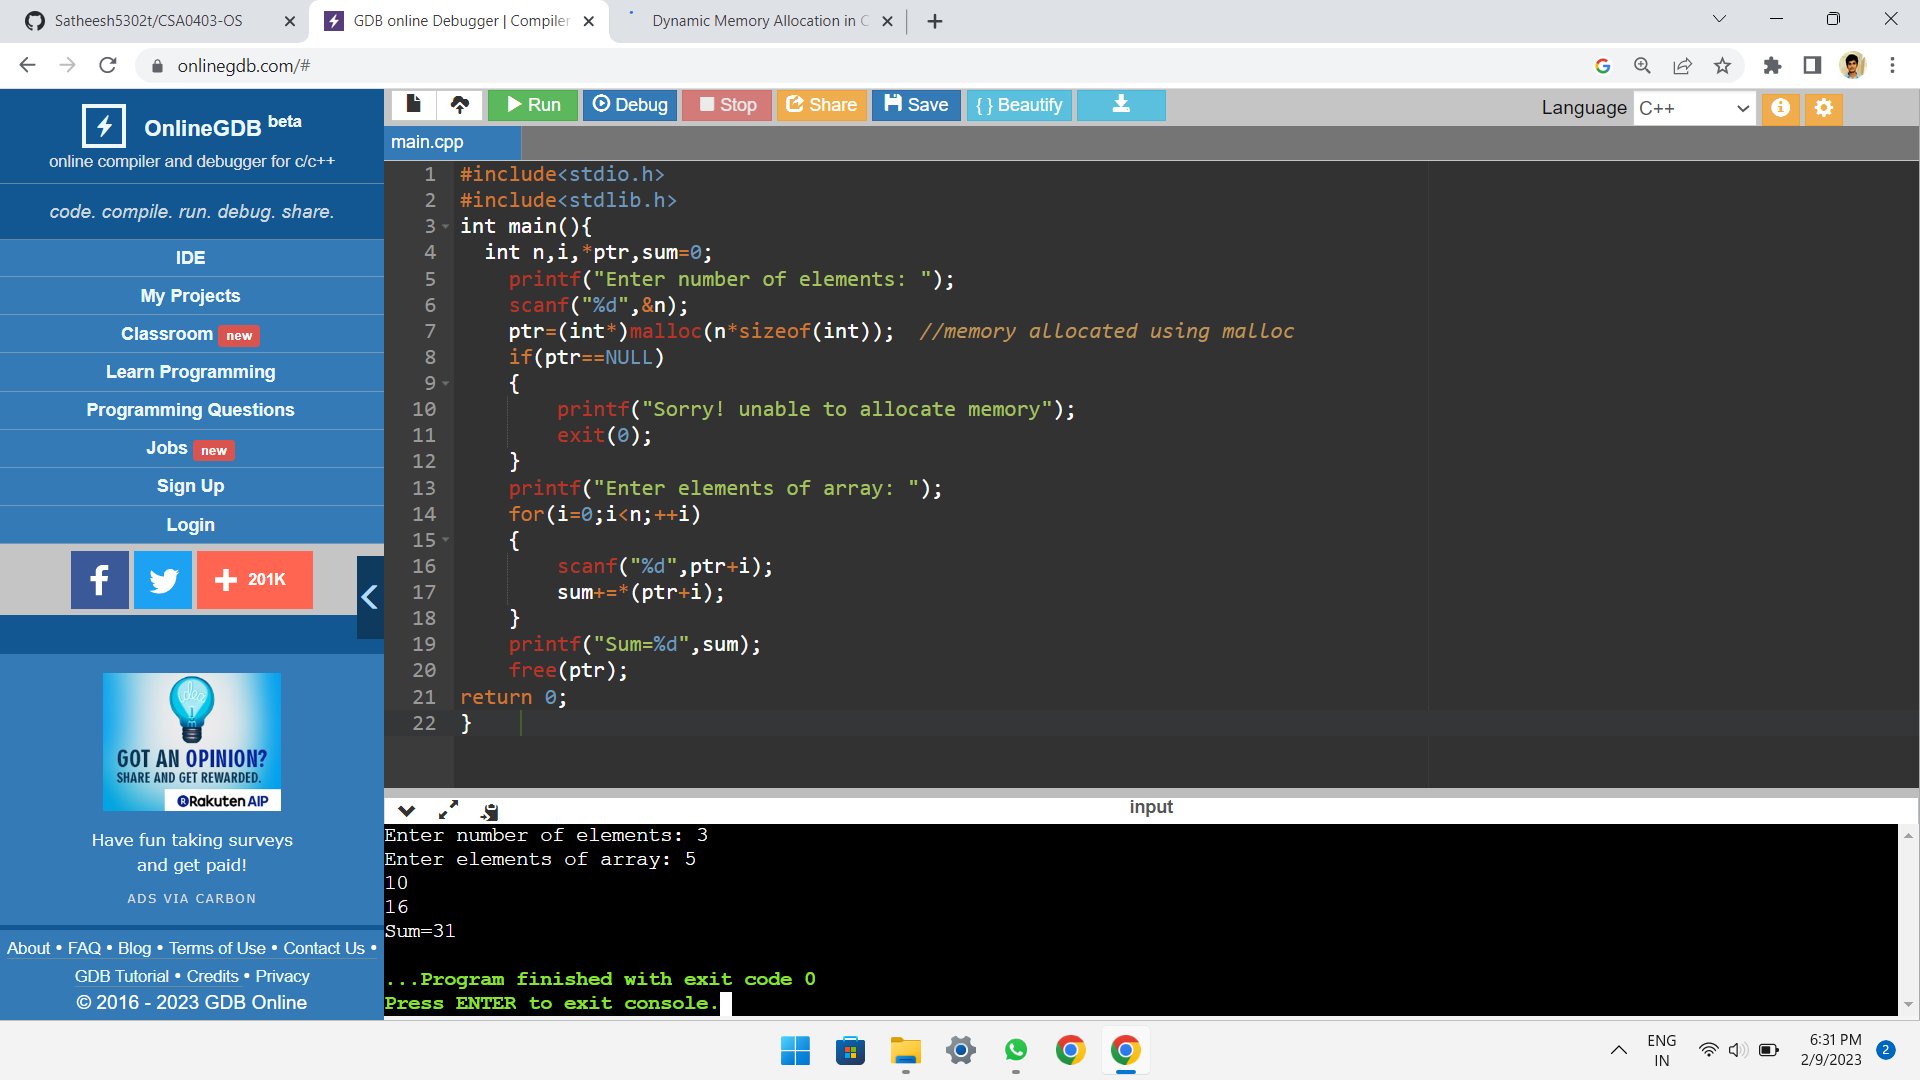 Satheesh5302t/CSA0403-OS
GDB online Debugger | Compiler
Dynamic Memory Allocation in C
onlinegdb.com/#
OnlineGDB beta
online compiler and debugger for c/c++
code. compile. run. debug. share.
IDE
My Projects
Classroom new
Learn Programming
Programming Questions
Jobs new
Sign Up
Login
201K
idea
GOT AN OPINION?
SHARE AND GET REWARDED.
Rakuten AIP
Have fun taking surveys
and get paid!
ADS VIA CARBON
About • FAQ • Blog • Terms of Use • Contact Us •
GDB Tutorial • Credits • Privacy
© 2016 - 2023 GDB Online
Run Debug Stop Share Save { } Beautify
Language C++
main.cpp
1 #include<stdio.h>
2 #include<stdlib.h>
3 int main(){
4 int n,i,*ptr,sum=0;
5 printf("Enter number of elements: ");
6 scanf("%d",&n);
7 ptr=(int*)malloc(n*sizeof(int)); //memory allocated using malloc
8 if(ptr==NULL)
9 {
10 printf("Sorry! unable to allocate memory");
11 exit(0);
12 }
13 printf("Enter elements of array: ");
14 for(i=0;i<n;++i)
15 {
16 scanf("%d",ptr+i);
17 sum+=*(ptr+i);
18 }
19 printf("Sum=%d",sum);
20 free(ptr);
21 return 0;
22 }
input
Enter number of elements: 3
Enter elements of array: 5
10
16
Sum=31
...Program finished with exit code 0
Press ENTER to exit console.
ENG
IN
6:31 PM
2/9/2023
2